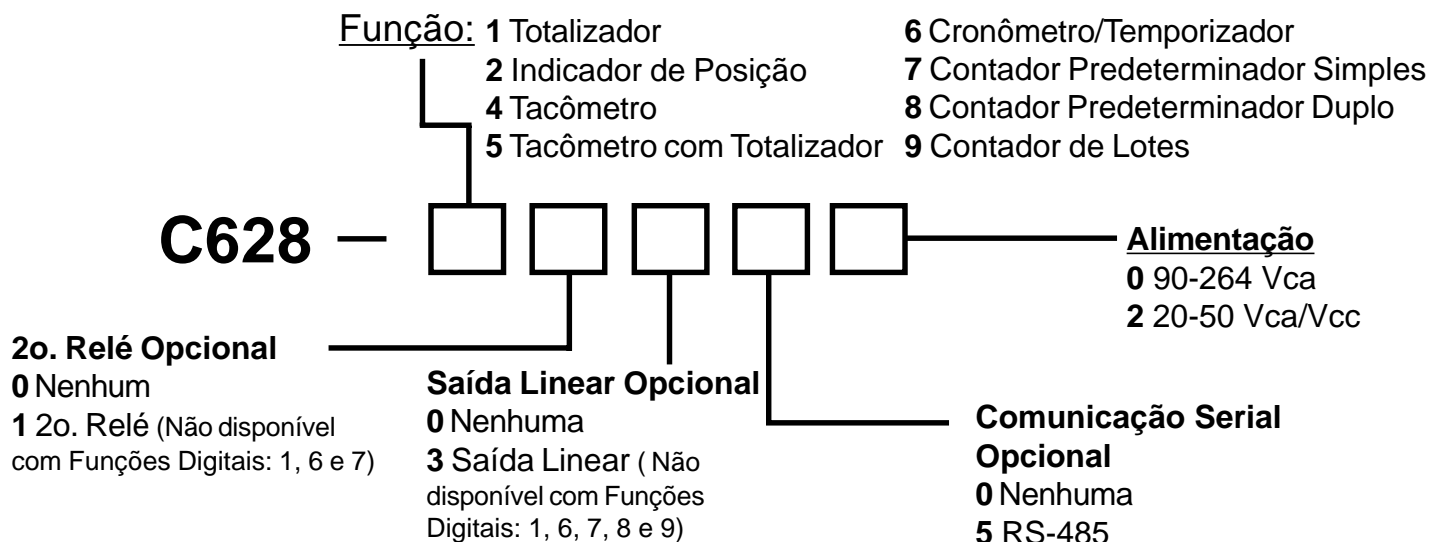 Função: 1 Totalizador
2 Indicador de Posição
4 Tacômetro
5 Tacômetro com Totalizador
6 Cronômetro/Temporizador
7 Contador Predeterminador Simples
8 Contador Predeterminador Duplo
9 Contador de Lotes
C628 –
Alimentação
0 90-264 Vca
2 20-50 Vca/Vcc
2o. Relé Opcional
0 Nenhum
1 2o. Relé (Não disponível
com Funções Digitais: 1, 6 e 7)
Saída Linear Opcional
0 Nenhuma
3 Saída Linear ( Não
disponível com Funções
Digitais: 1, 6, 7, 8 e 9)
Comunicação Serial
Opcional
0 Nenhuma
5 RS-485